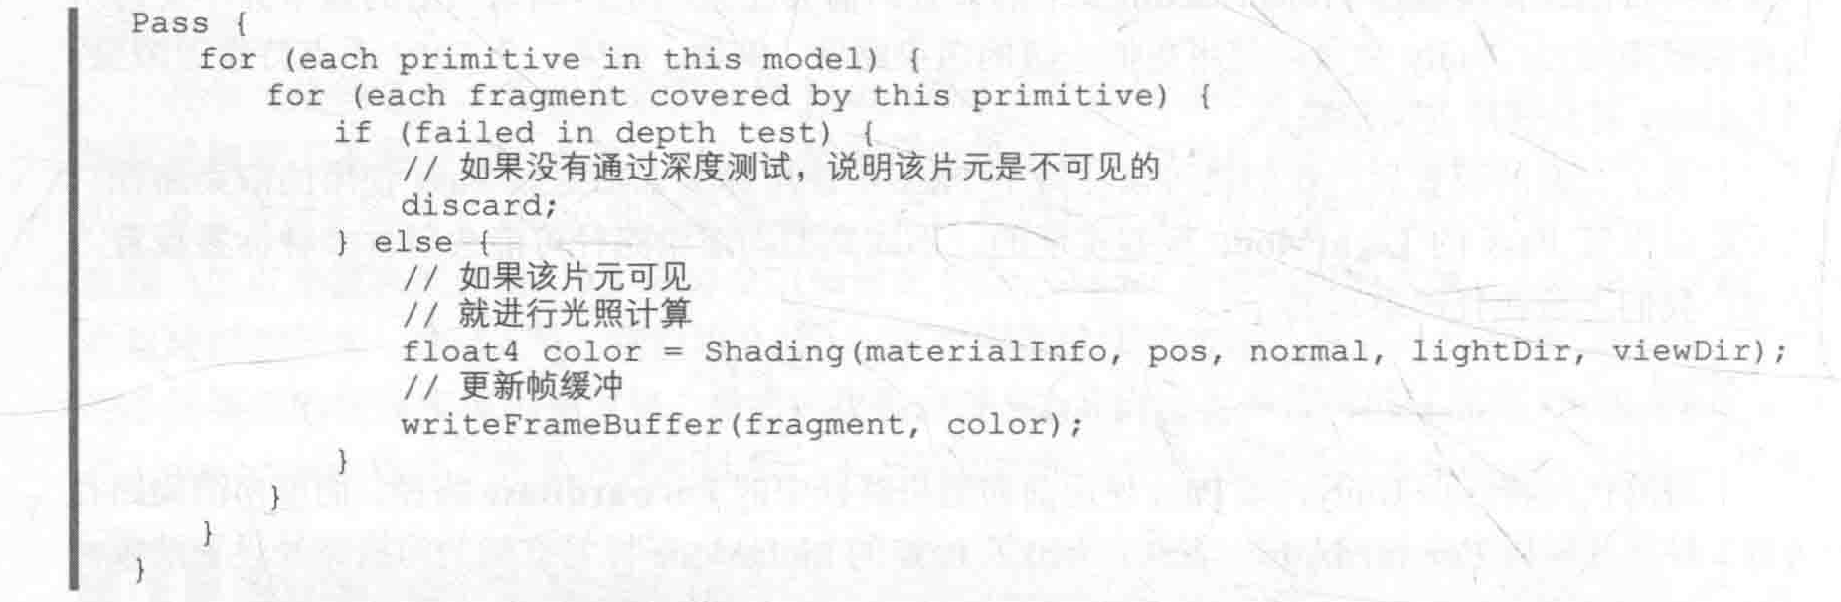 Pass {
for (each primitive in this model) {
for (each fragment covered by this primitive) {
if (failed in depth test) {
// 如果没有通过深度测试，说明该片元是不可见的
discard;
} else {
// 如果该片元可见
// 就进行光照计算
float4 color = Shading(materialInfo, pos, normal, lightDir, viewDir);
// 更新帧缓冲
writeFrameBuffer(fragment, color);
}
}
}
}